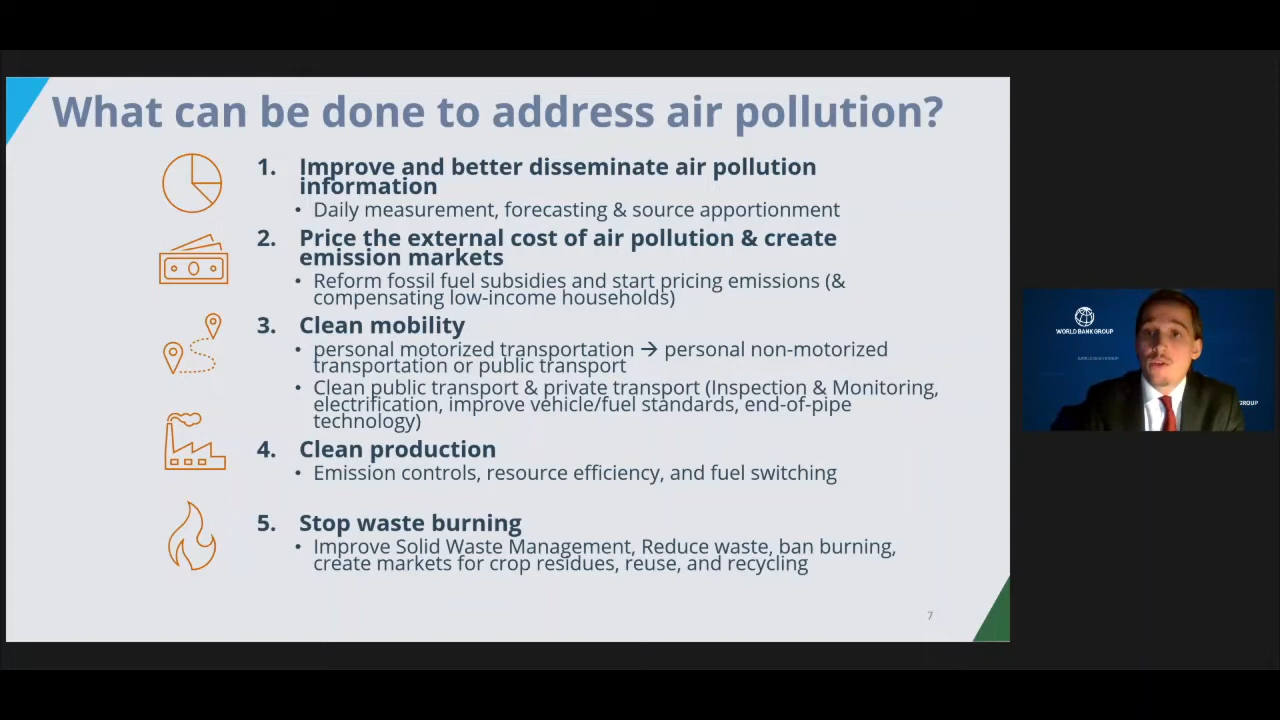 What can be done to address air pollution?
1. Improve and better disseminate air pollution
information
• Daily measurement, forecasting & source apportionment
2. Price the external cost of air pollution & create
emission markets
• Reform fossil fuel subsidies and start pricing emissions (&
compensating low-income households)
3. Clean mobility
• personal motorized transportation → personal non-motorized
transportation or public transport
• Clean public transport & private transport (Inspection & Monitoring,
electrification, improve vehicle/fuel standards, end-of-pipe
technology)
4. Clean production
• Emission controls, resource efficiency, and fuel switching
5. Stop waste burning
• Improve Solid Waste Management, Reduce waste, ban burning,
create markets for crop residues, reuse, and recycling
7
WORLD BANK GROUP
GROUP